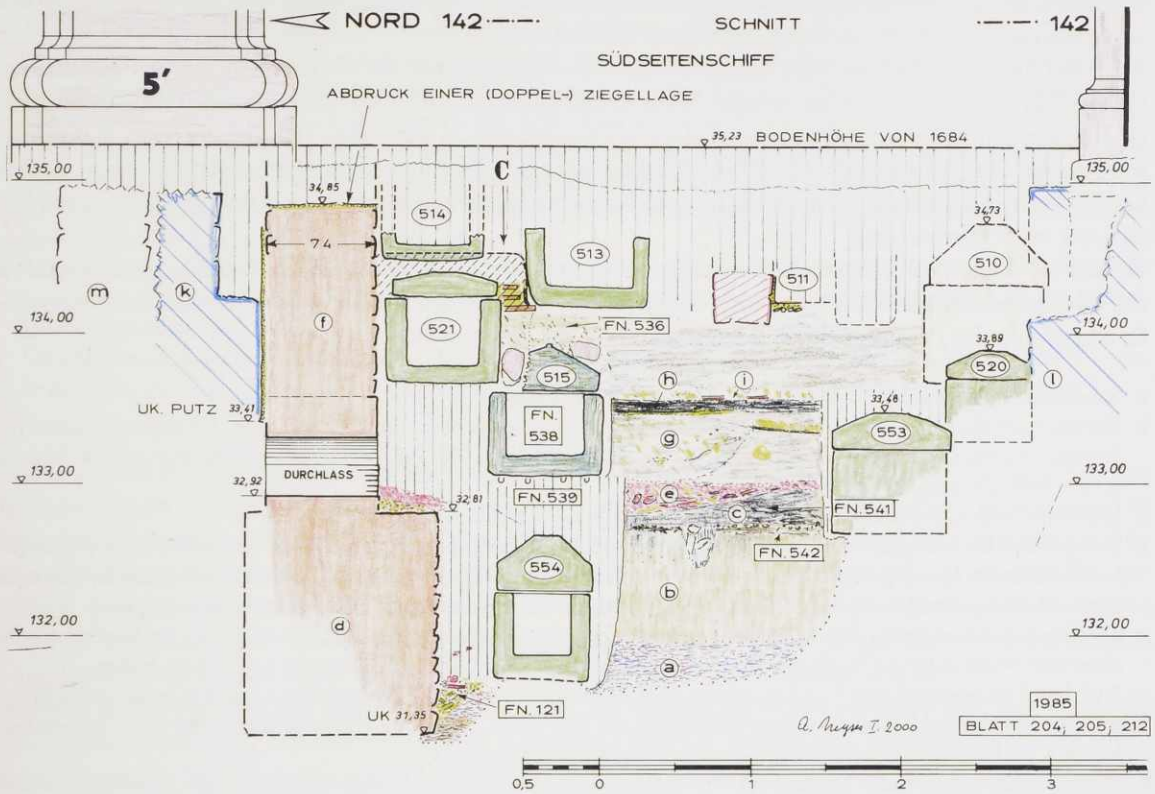 NORD 142
SCHNITT
142
SÜDSEITENSCHIFF
5'
ABDRUCK EINER (DOPPEL-) ZIEGELLAGE
35,23 BODENHÖHE VON 1684
135,00
C
135,00
34,85
514
34,73
74
513
510
m
k
511
f
134,00
521
FN. 536
134,00
33,89
515
520
l
h
i
UK. PUTZ
33,41
FN.
538
33,48
g
553
DURCHLASS
133,00
32,92
e
133,00
FN. 539
32,81
c
FN. 541
FN. 542
554
b
132,00
d
132,00
a
FN. 121
UK 31,35
1985
I. 2000
BLATT 204; 205; 212
0,5
0
1
2
3